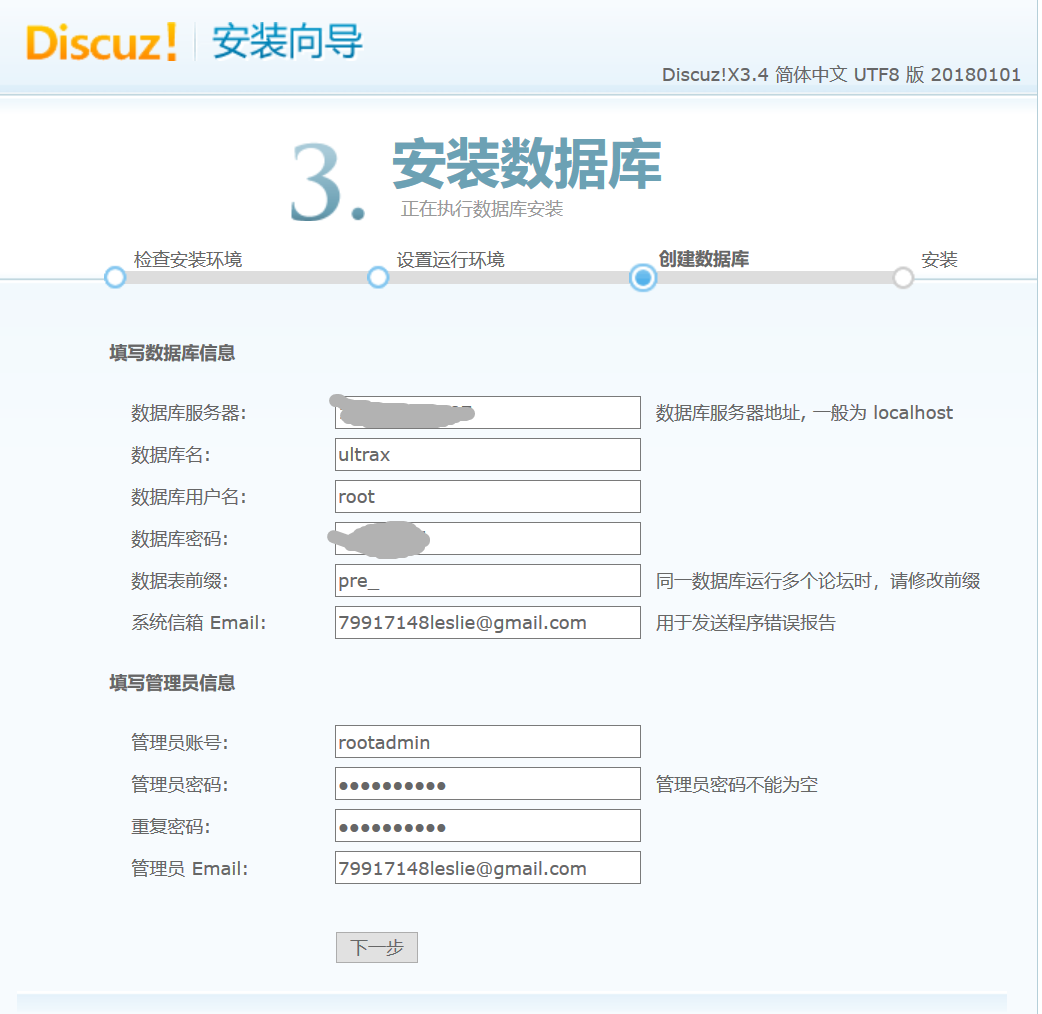 Discuz! 安装向导
Discuz!X3.4 简体中文 UTF8 版 20180101
3. 安装数据库
正在执行数据库安装
检查安装环境 设置运行环境 创建数据库 安装
填写数据库信息
数据库服务器: 数据库服务器地址, 一般为 localhost
数据库名: ultrax
数据库用户名: root
数据库密码:
数据表前缀: pre_ 同一数据库运行多个论坛时，请修改前缀
系统信箱 Email: 79917148leslie@gmail.com 用于发送程序错误报告
填写管理员信息
管理员账号: rootadmin
管理员密码: ●●●●●●●●●● 管理员密码不能为空
重复密码: ●●●●●●●●●●
管理员 Email: 79917148leslie@gmail.com
下一步